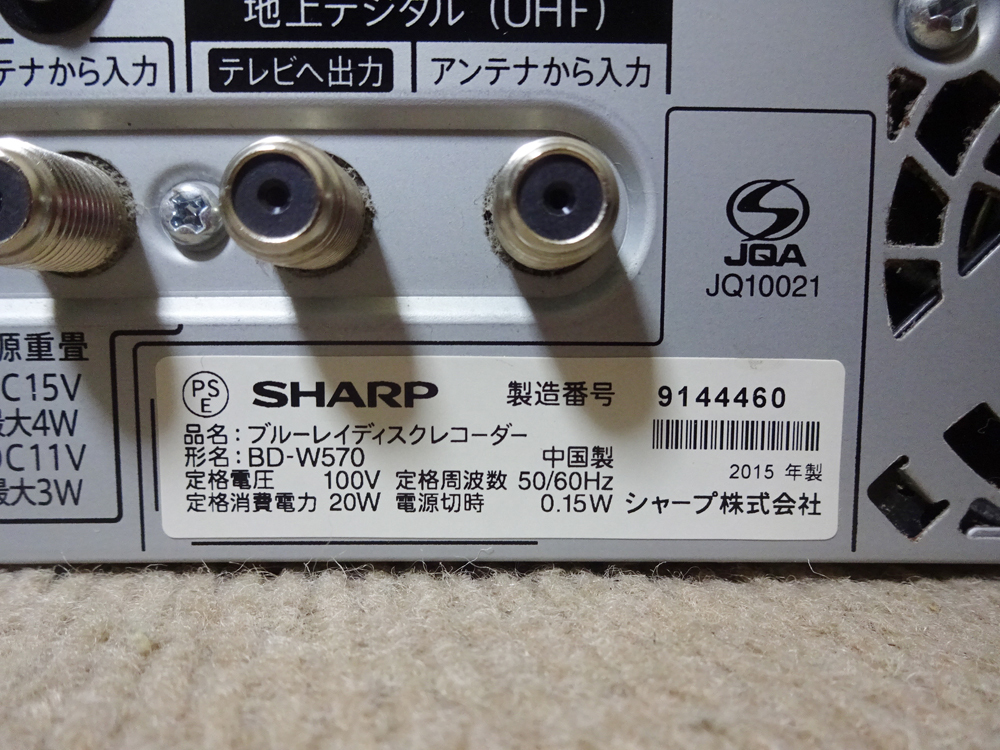 地上デジタル (UHF)
テナから入力
テレビへ出力
アンテナから入力
JQA
JQ10021
源重畳
C15V
最大4W
DC11V
最大3W
PS
E
SHARP
製造番号 9144460
品名：ブルーレイディスクレコーダー
形名：BD-W570 中国製
2015 年製
定格電圧 100V 定格周波数 50/60Hz
定格消費電力 20W 電源切時 0.15W シャープ株式会社